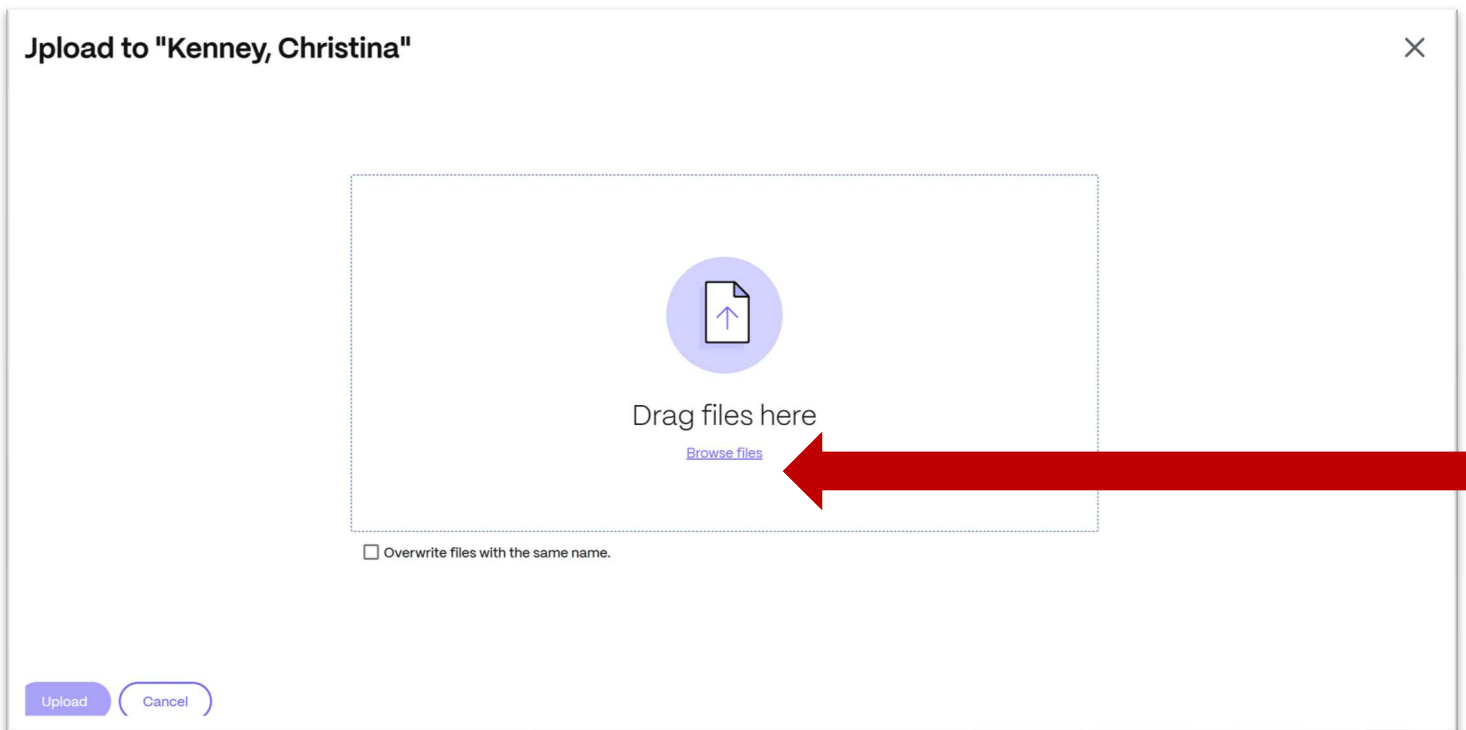 Jpload to "Kenney, Christina"
Drag files here
Browse files
Overwrite files with the same name.
Upload
Cancel